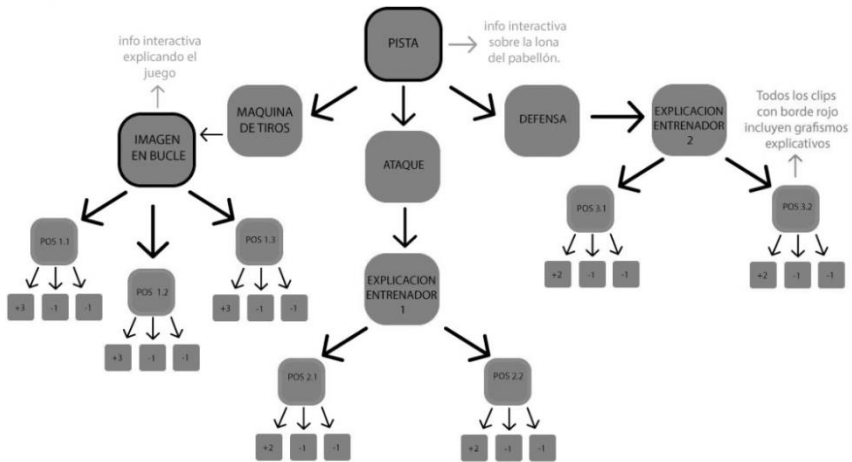 PISTA
info interactiva
sobre la lona
del pabellón.
info interactiva
explicando el
juego
MAQUINA
DE TIROS
IMAGEN
EN BUCLE
ATAQUE
DEFENSA
EXPLICACION
ENTRENADOR
2
Todos los clips
con borde rojo
incluyen grafismos
explicativos
POS 1.1
POS 1.2
POS 1.3
+3 -1 -1
+3 -1 -1
+3 -1 -1
EXPLICACION
ENTRENADOR
1
POS 3.1
POS 3.2
+2 -1 -1
+2 -1 -1
POS 2.1
POS 2.2
+2 -1 -1
+2 -1 -1